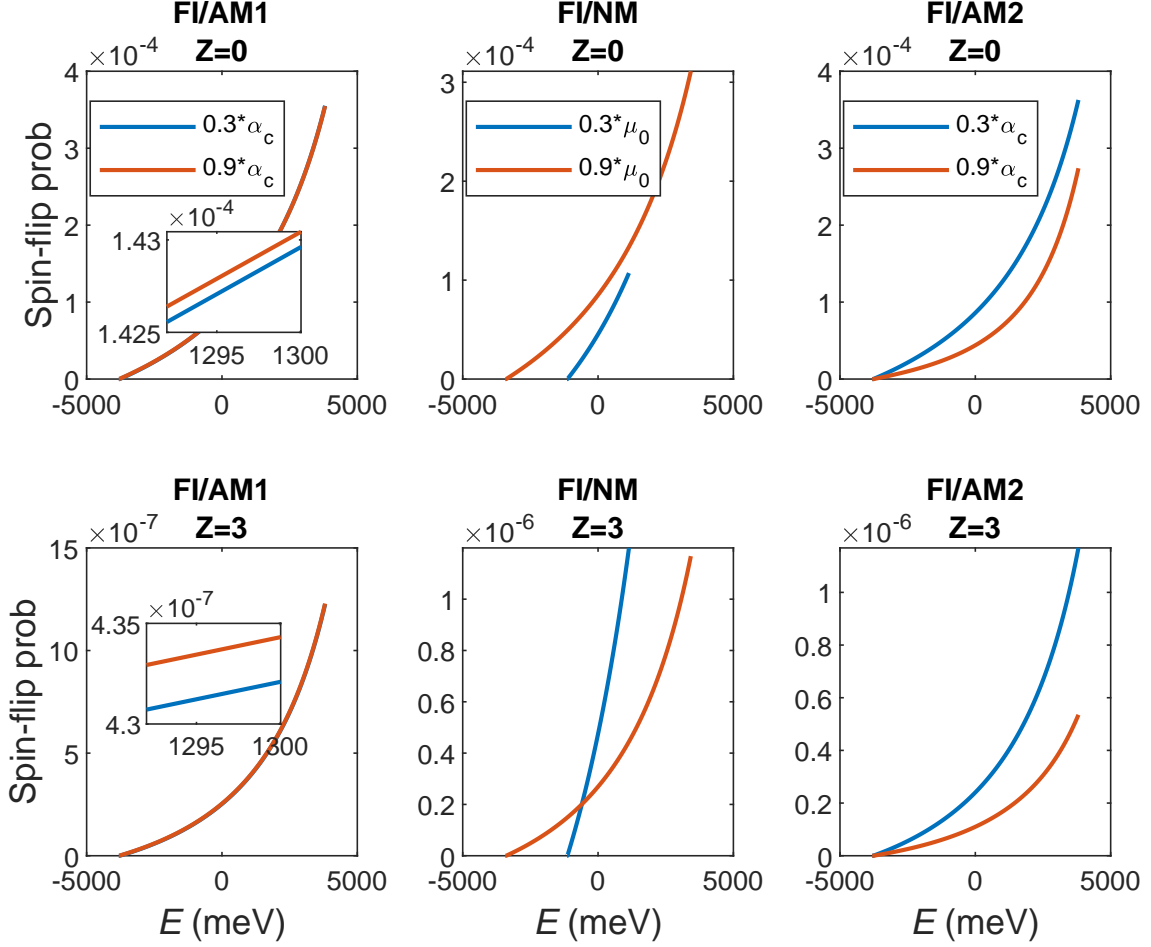 FI/AM1
Z=0
×10⁻⁴
Spin-flip prob
4
3
2
1
0
-5000
0
5000
0.3*α_c
0.9*α_c
× 10⁻⁴
1.43
1.425
1295
1300
FI/NM
Z=0
×10⁻⁴
3
2
1
0
-5000
0
5000
0.3*μ_0
0.9*μ_0
FI/AM2
Z=0
×10⁻⁴
4
3
2
1
0
-5000
0
5000
0.3*α_c
0.9*α_c
FI/AM1
Z=3
×10⁻⁷
Spin-flip prob
15
10
5
0
-5000
0
5000
E (meV)
×10⁻⁷
4.35
4.3
1295
1300
FI/NM
Z=3
×10⁻⁶
1
0.8
0.6
0.4
0.2
0
-5000
0
5000
E (meV)
FI/AM2
Z=3
×10⁻⁶
1
0.8
0.6
0.4
0.2
0
-5000
0
5000
E (meV)